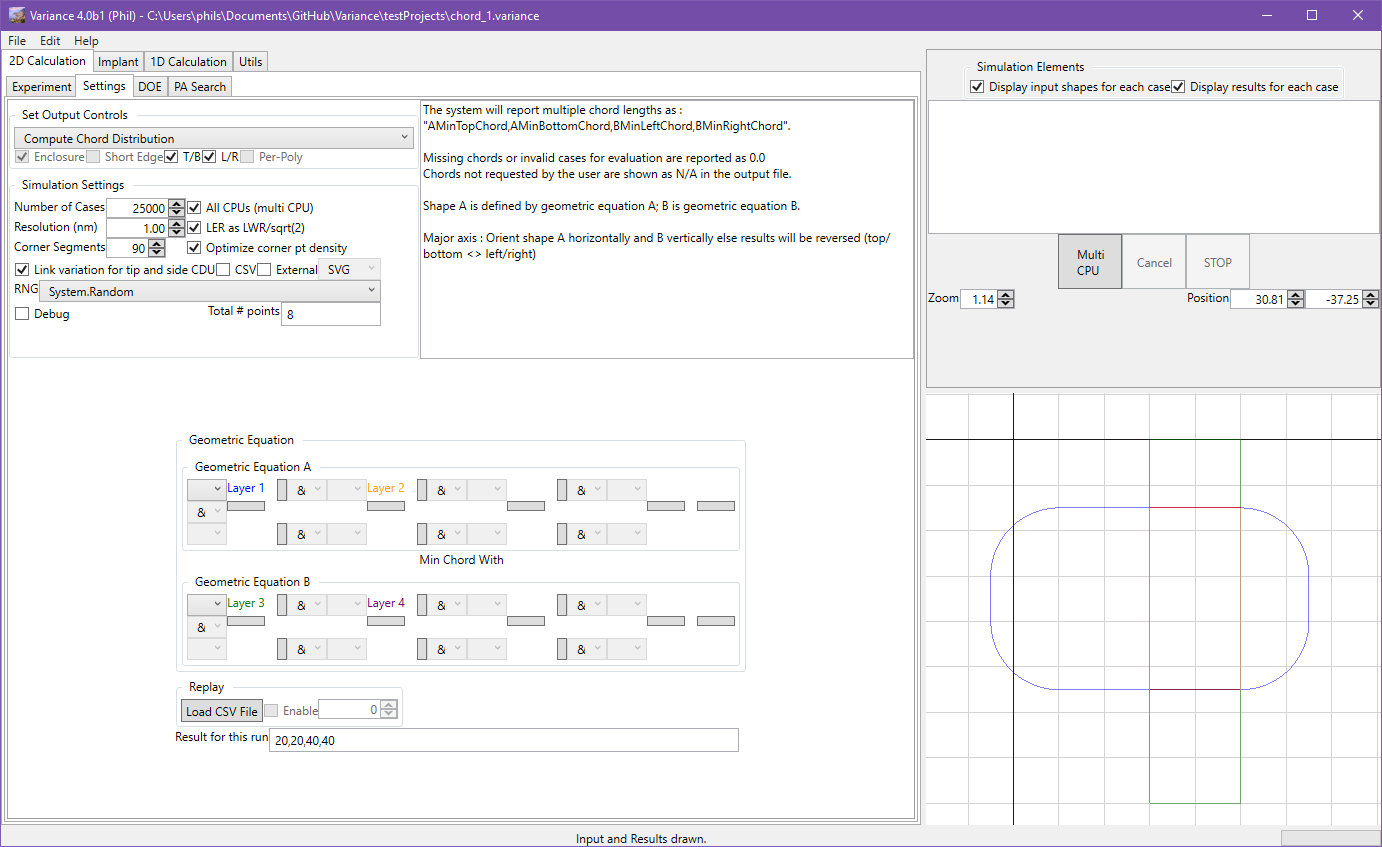 Variance 4.0b1 (Phil) - C:\Users\phils\Documents\GitHub\Variance\testProjects\chord_1.variance
File Edit Help
2D Calculation Implant 1D Calculation Utils
Experiment Settings DOE PA Search
Set Output Controls
Compute Chord Distribution
Enclosure Short Edge T/B L/R Per-Poly
Simulation Settings
Number of Cases 25000 All CPUs (multi CPU)
Resolution (nm) 1.00 LER as LWR/sqrt(2)
Corner Segments 90 Optimize corner pt density
Link variation for tip and side CDU CSV External SVG
RNG System.Random
Debug Total # points 8
The system will report multiple chord lengths as :
"AMinTopChord,AMinBottomChord,BMinLeftChord,BMinRightChord".
Missing chords or invalid cases for evaluation are reported as 0.0
Chords not requested by the user are shown as N/A in the output file.
Shape A is defined by geometric equation A; B is geometric equation B.
Major axis : Orient shape A horizontally and B vertically else results will be reversed (top/
bottom <> left/right)
Geometric Equation
Geometric Equation A
Layer 1 & Layer 2 & &
&
& & &
Min Chord With
Geometric Equation B
Layer 3 & Layer 4 & &
&
& & &
Replay
Load CSV File Enable 0
Result for this run 20,20,40,40
Simulation Elements
Display input shapes for each case Display results for each case
Multi
CPU
Cancel STOP
Zoom 1.14 Position 30.81 -37.25
Input and Results drawn.